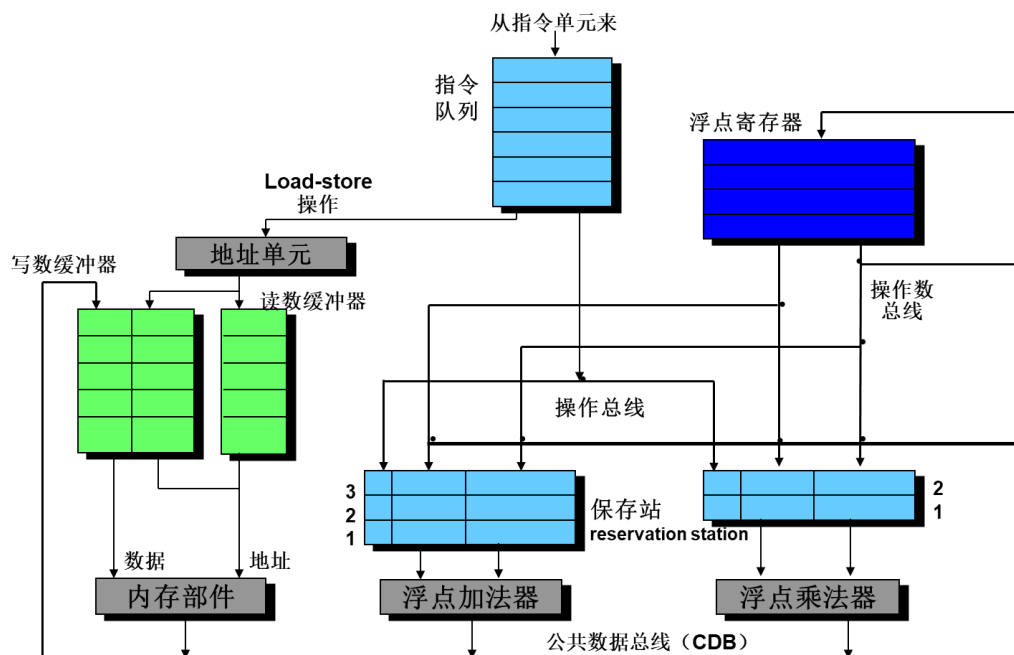 从指令单元来
指令
队列
浮点寄存器
Load-store
操作
地址单元
写数缓冲器
读数缓冲器
操作数
总线
操作总线
3
2
1
保存站
reservation station
2
1
数据
地址
内存部件
浮点加法器
浮点乘法器
公共数据总线（CDB）